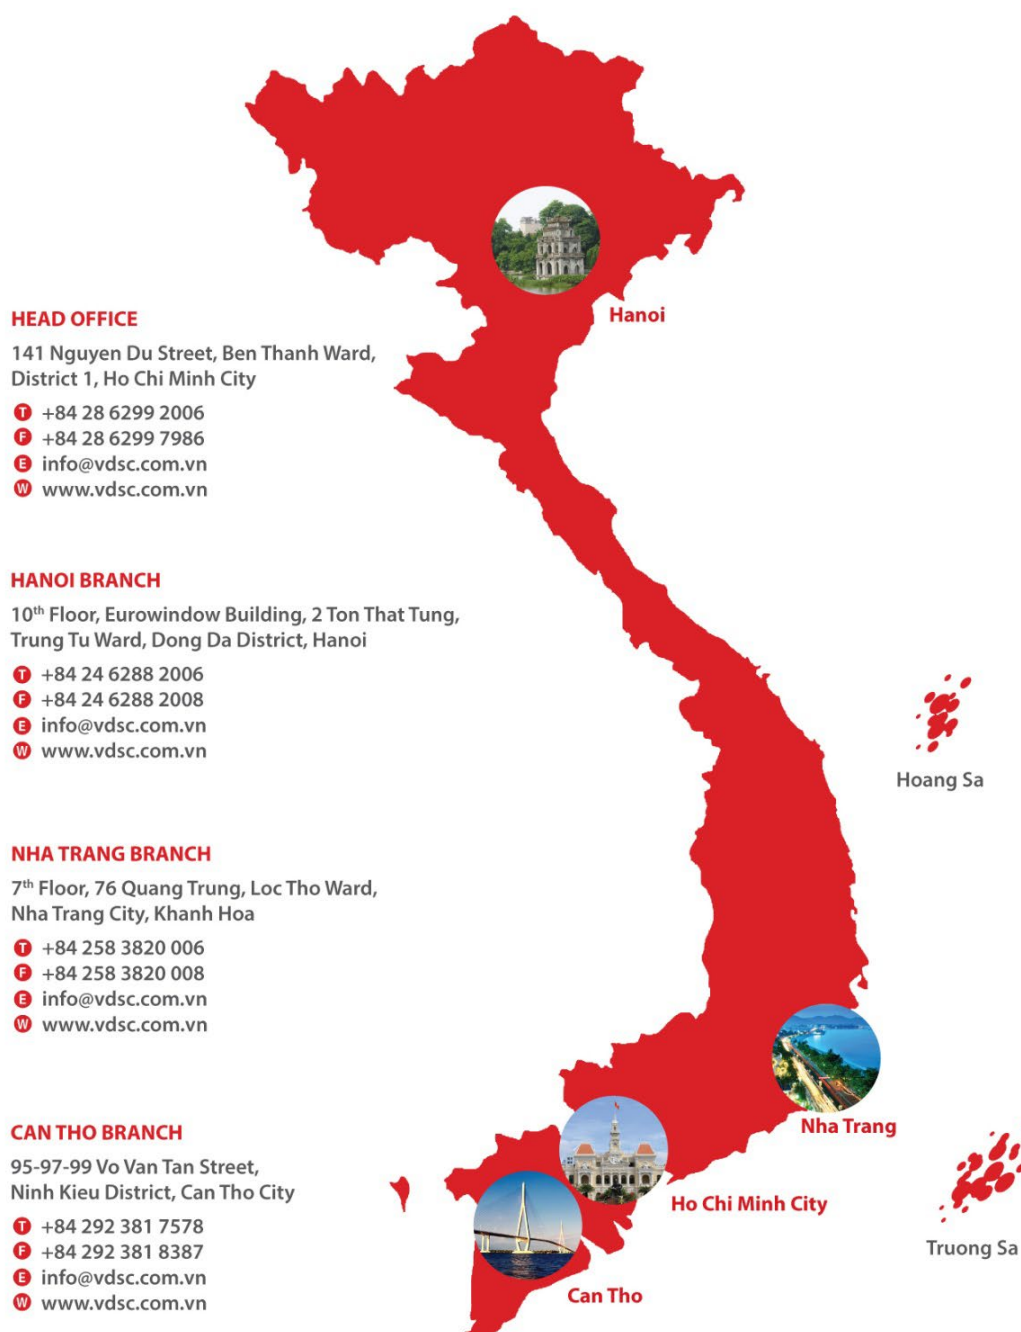 HEAD OFFICE
141 Nguyen Du Street, Ben Thanh Ward,
District 1, Ho Chi Minh City
T +84 28 6299 2006
F +84 28 6299 7986
E info@vdsc.com.vn
W www.vdsc.com.vn
HANOI BRANCH
10th Floor, Eurowindow Building, 2 Ton That Tung,
Trung Tu Ward, Dong Da District, Hanoi
T +84 24 6288 2006
F +84 24 6288 2008
E info@vdsc.com.vn
W www.vdsc.com.vn
NHA TRANG BRANCH
7th Floor, 76 Quang Trung, Loc Tho Ward,
Nha Trang City, Khanh Hoa
T +84 258 3820 006
F +84 258 3820 008
E info@vdsc.com.vn
W www.vdsc.com.vn
CAN THO BRANCH
95-97-99 Vo Van Tan Street,
Ninh Kieu District, Can Tho City
T +84 292 381 7578
F +84 292 381 8387
E info@vdsc.com.vn
W www.vdsc.com.vn
Hanoi
Hoang Sa
Nha Trang
Ho Chi Minh City
Truong Sa
Can Tho